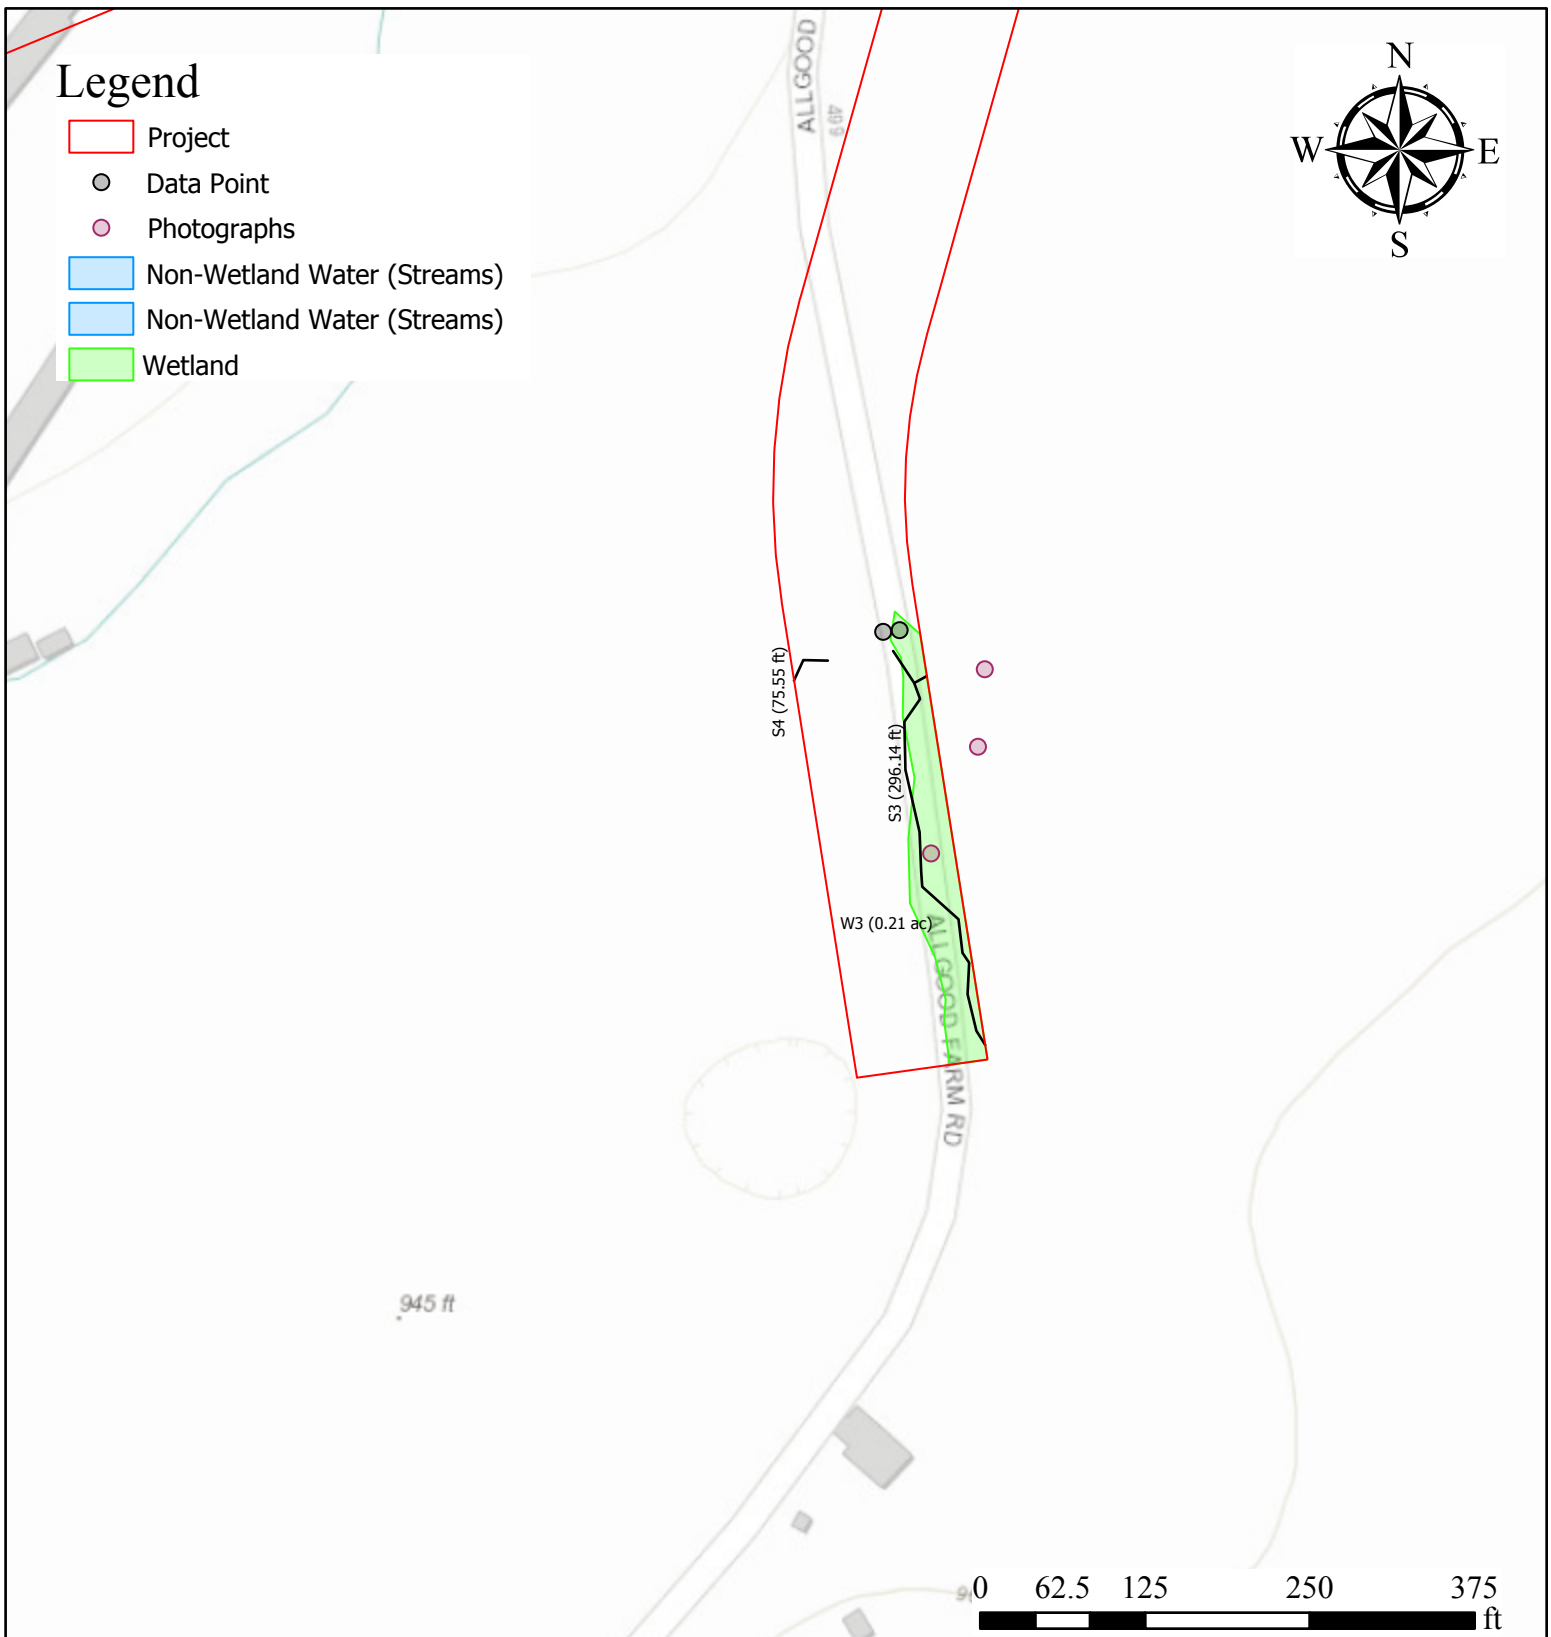 Legend
Project
Data Point
Photographs
Non-Wetland Water (Streams)
Non-Wetland Water (Streams)
Wetland
ALLGOOD
499
N
W
E
S
S4 (75.55 ft)
S3 (296.14 ft)
W3 (0.21 ac)
ALLGOOD FARM RD
945 ft
0 62.5 125 250 375
ft